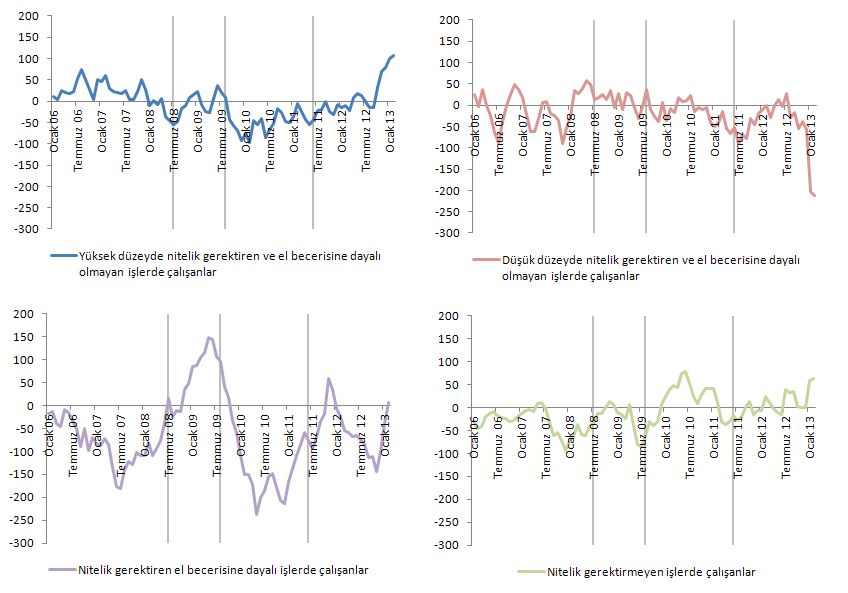 200
150
100
50
0
-50
-100
-150
-200
-250
-300
Ocak 06
Temmuz 06
Ocak 07
Temmuz 07
Ocak 08
Temmuz 08
Ocak 09
Temmuz 09
Ocak 10
Temmuz 10
Ocak 11
Temmuz 11
Ocak 12
Temmuz 12
Ocak 13
Yüksek düzeyde nitelik gerektiren ve el becerisine dayalı
olmayan işlerde çalışanlar
200
150
100
50
0
-50
-100
-150
-200
-250
-300
Ocak 06
Temmuz 06
Ocak 07
Temmuz 07
Ocak 08
Temmuz 08
Ocak 09
Temmuz 09
Ocak 10
Temmuz 10
Ocak 11
Temmuz 11
Ocak 12
Temmuz 12
Ocak 13
Düşük düzeyde nitelik gerektiren ve el becerisine dayalı
olmayan işlerde çalışanlar
200
150
100
50
0
-50
-100
-150
-200
-250
-300
Ocak 06
Temmuz 06
Ocak 07
Temmuz 07
Ocak 08
Temmuz 08
Ocak 09
Temmuz 09
Ocak 10
Temmuz 10
Ocak 11
Temmuz 11
Ocak 12
Temmuz 12
Ocak 13
Nitelik gerektiren el becerisine dayalı işlerde çalışanlar
200
150
100
50
0
-50
-100
-150
-200
-250
-300
Ocak 06
Temmuz 06
Ocak 07
Temmuz 07
Ocak 08
Temmuz 08
Ocak 09
Temmuz 09
Ocak 10
Temmuz 10
Ocak 11
Temmuz 11
Ocak 12
Temmuz 12
Ocak 13
Nitelik gerektirmeyen işlerde çalışanlar